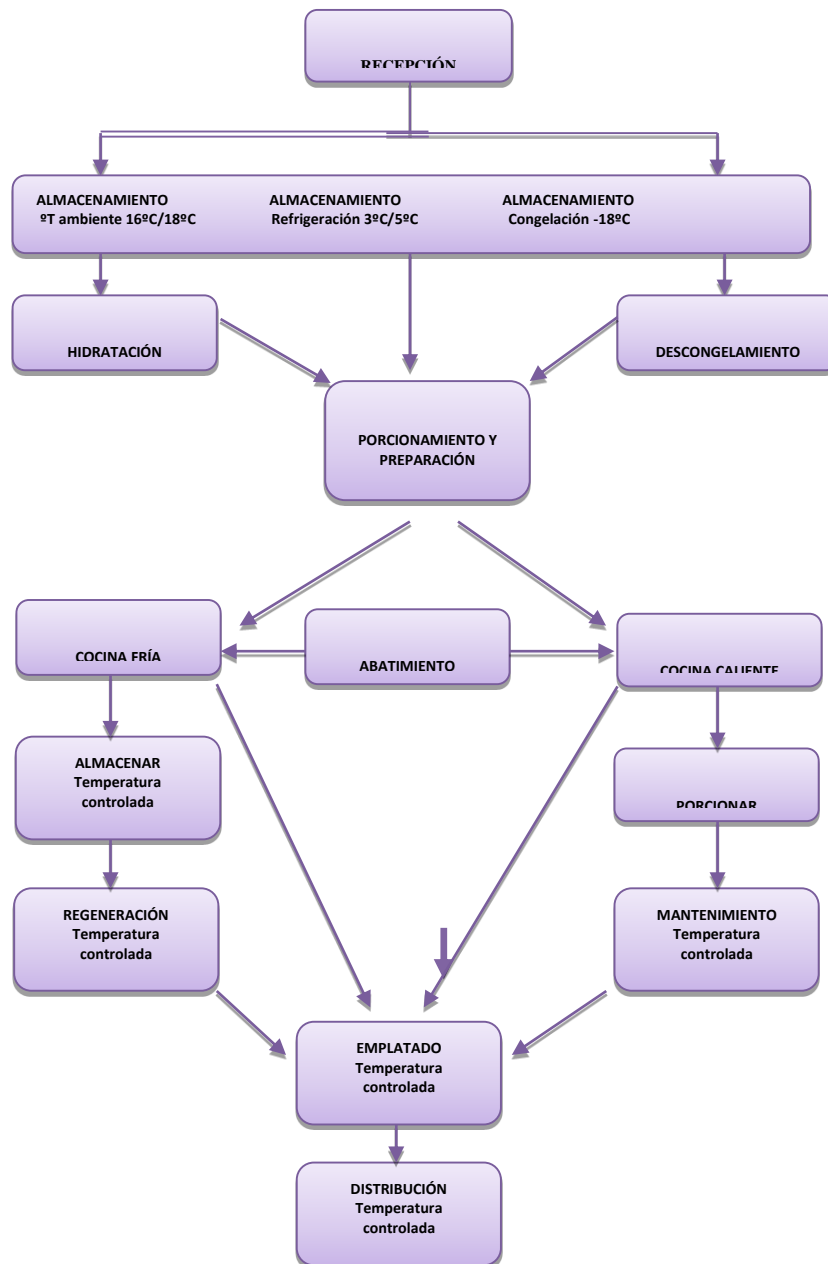 RECEPCIÓN
ALMACENAMIENTO
ºT ambiente 16ºC/18ºC
ALMACENAMIENTO
Refrigeración 3ºC/5ºC
ALMACENAMIENTO
Congelación -18ºC
HIDRATACIÓN
DESCONGELAMIENTO
PORCIONAMIENTO Y
PREPARACIÓN
COCINA FRÍA
ABATIMIENTO
COCINA CALIENTE
ALMACENAR
Temperatura
controlada
PORCIONAR
REGENERACIÓN
Temperatura
controlada
MANTENIMIENTO
Temperatura
controlada
EMPLATADO
Temperatura
controlada
DISTRIBUCIÓN
Temperatura
controlada